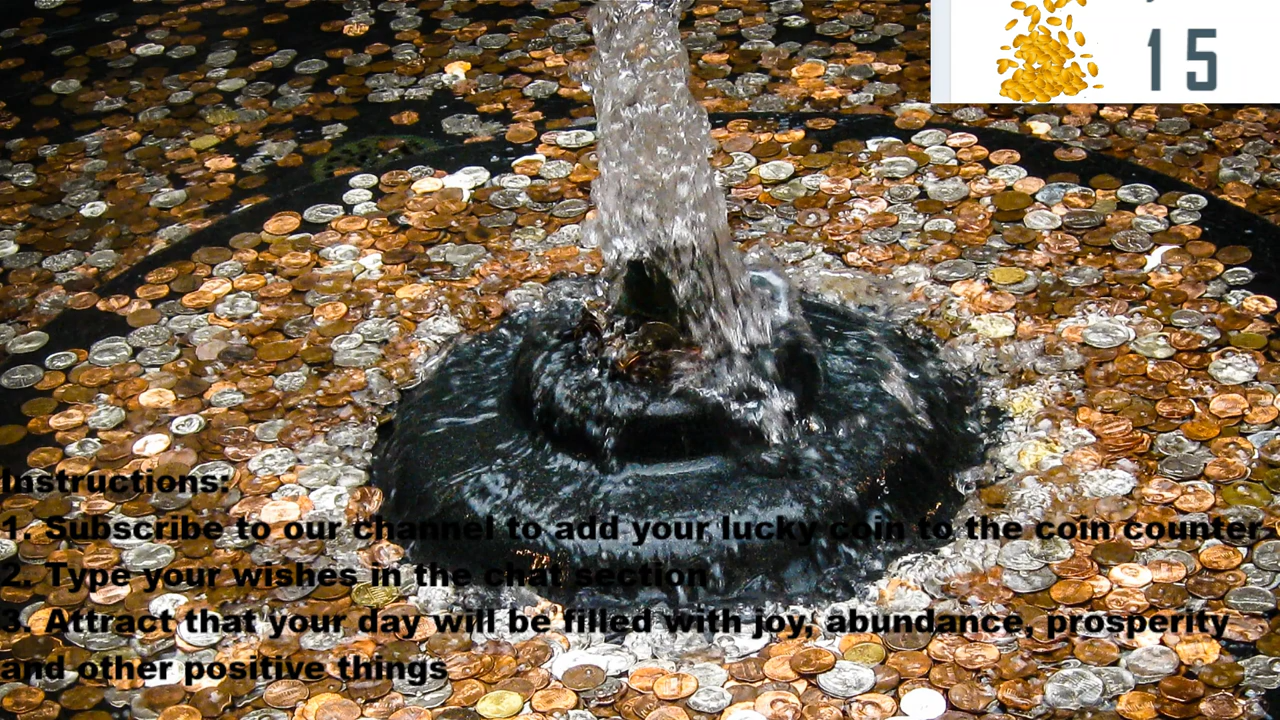 15
Instructions:
1. Subscribe to our channel to add your lucky coin to the coin counter-
2. Type your wishes in the chat section
3. Attract that your day will be filled with joy, abundance, prosperity
and other positive things